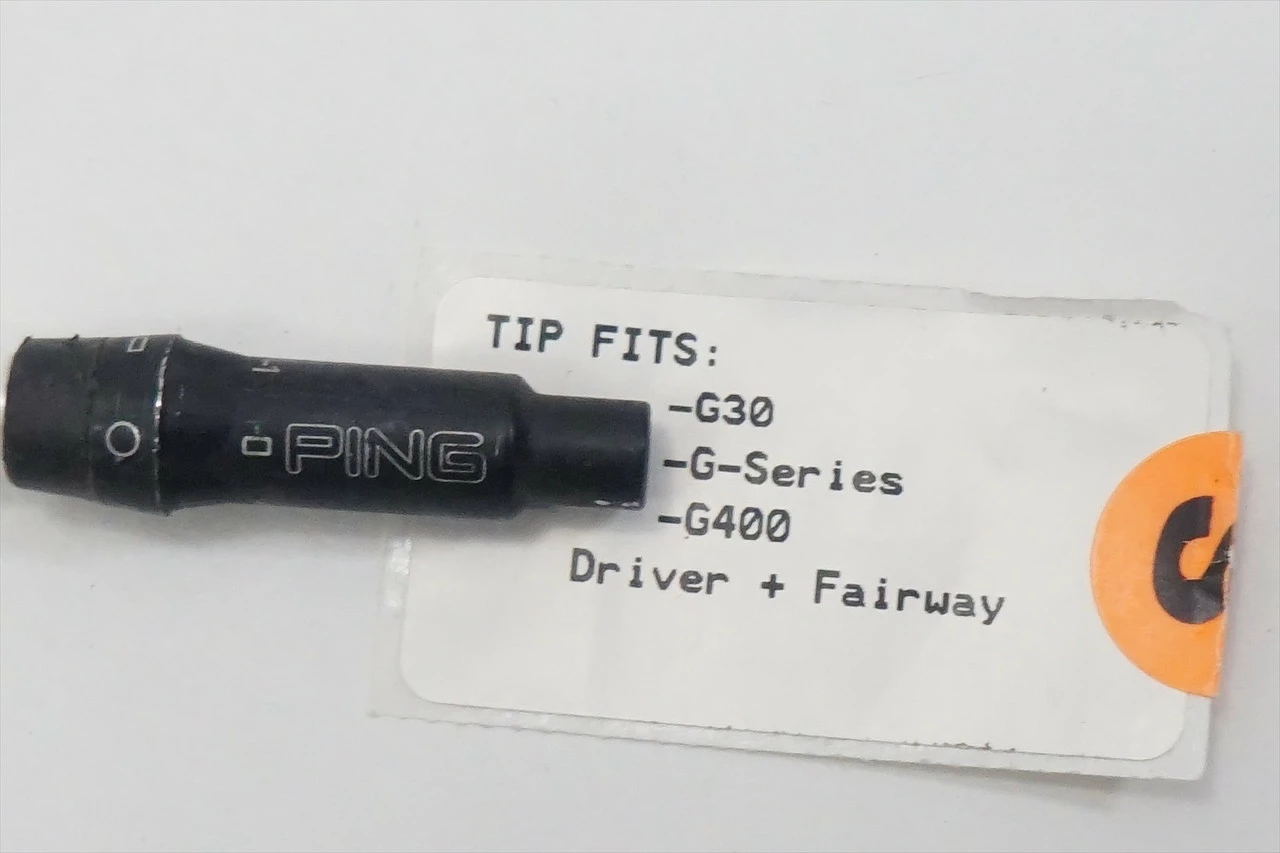 TIP FITS:
-G30
-G-Series
-G400
Driver + Fairway
PING
S